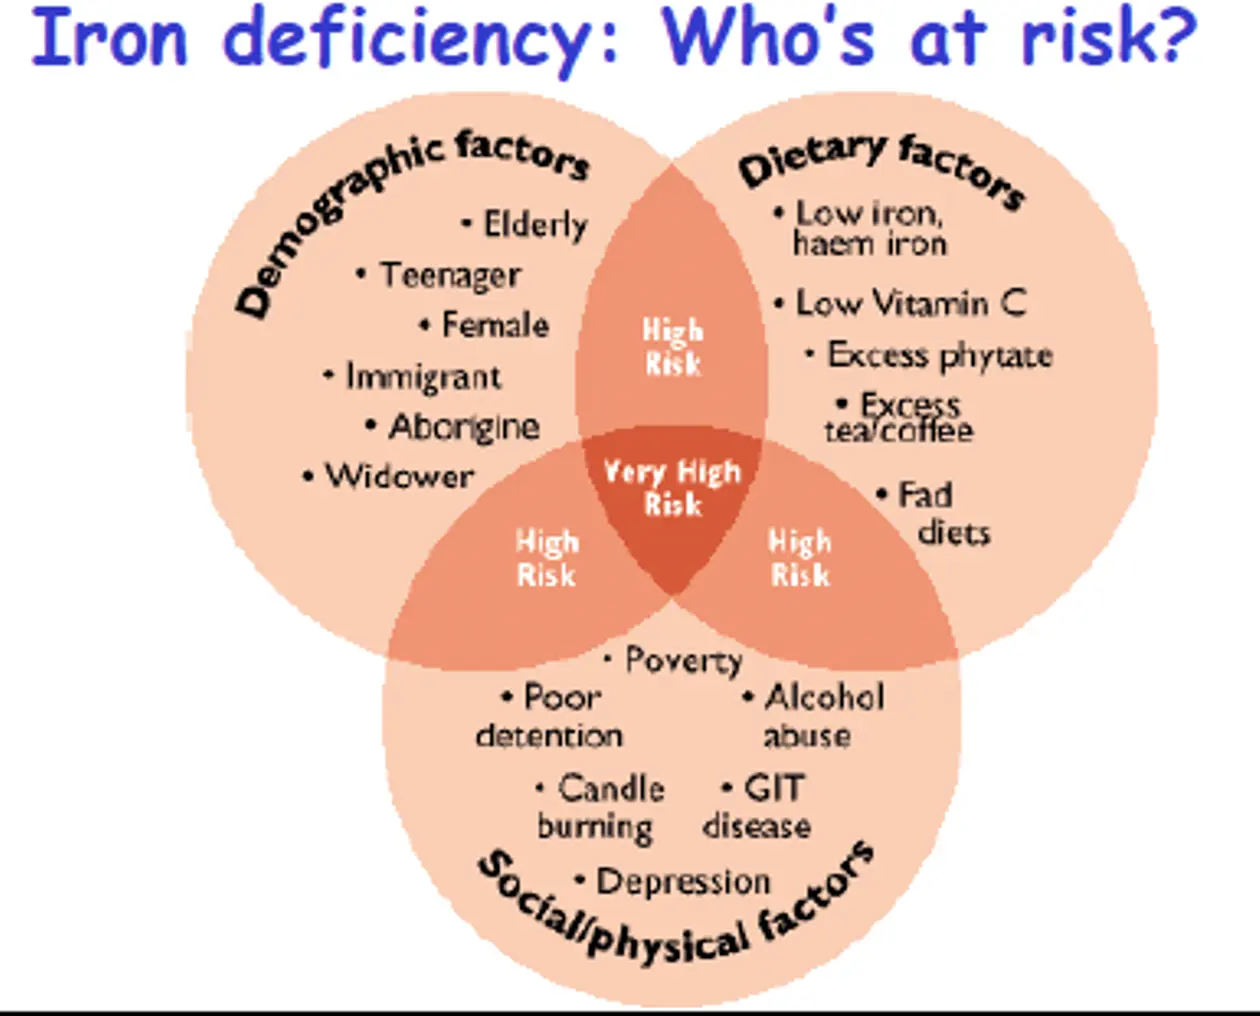 Iron deficiency: Who's at risk?
Demographic factors
• Elderly
• Teenager
• Female
• Immigrant
• Aborigine
• Widower
Dietary factors
• Low iron,
haem iron
• Low Vitamin C
• Excess phytate
• Excess
tea/coffee
• Fad
diets
High
Risk
Very High
Risk
High
Risk
High
Risk
• Poverty
• Poor
detention
• Alcohol
abuse
• Candle
burning
• GIT
disease
• Depression
Social/physical factors